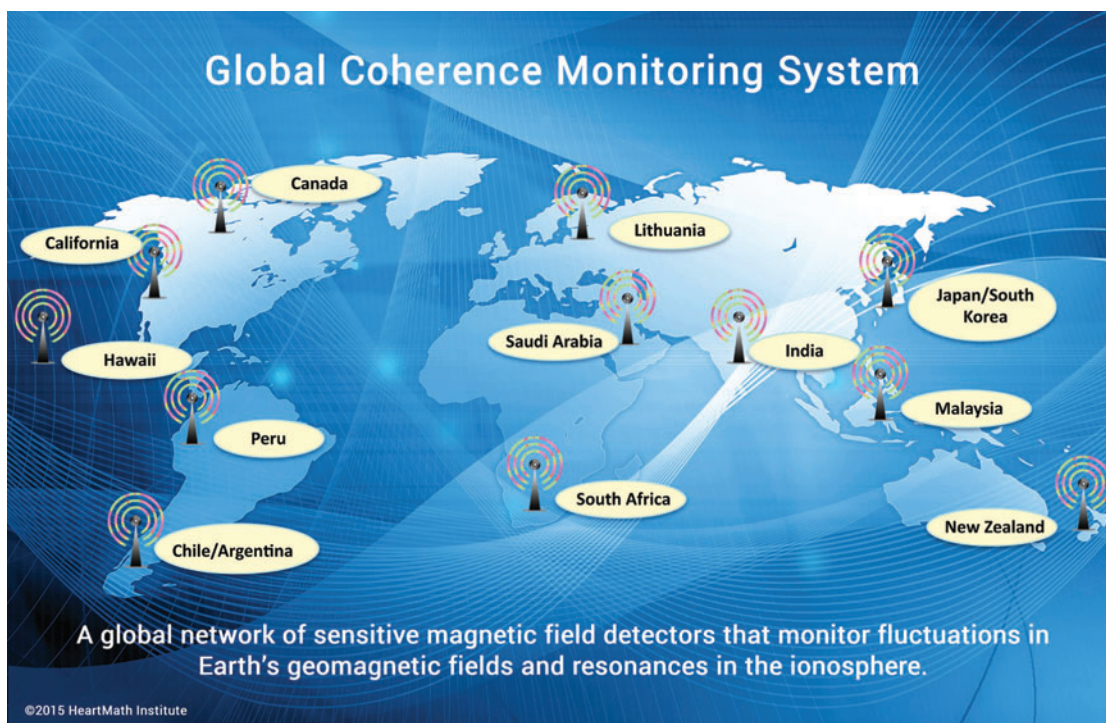 Global Coherence Monitoring System
Canada
California
Lithuania
Japan/South
Korea
Saudi Arabia
India
Hawaii
Malaysia
Peru
South Africa
New Zealand
Chile/Argentina
A global network of sensitive magnetic field detectors that monitor fluctuations in
Earth's geomagnetic fields and resonances in the ionosphere.
©2015 HeartMath Institute